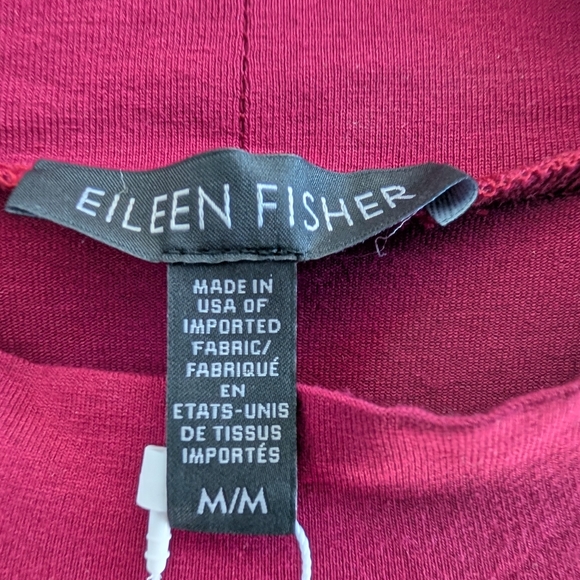 EILEEN FISHER
MADE IN
USA OF
IMPORTED
FABRIC/
FABRIQUÉ
EN
ETATS-UNIS
DE TISSUS
IMPORTÉS
M/M